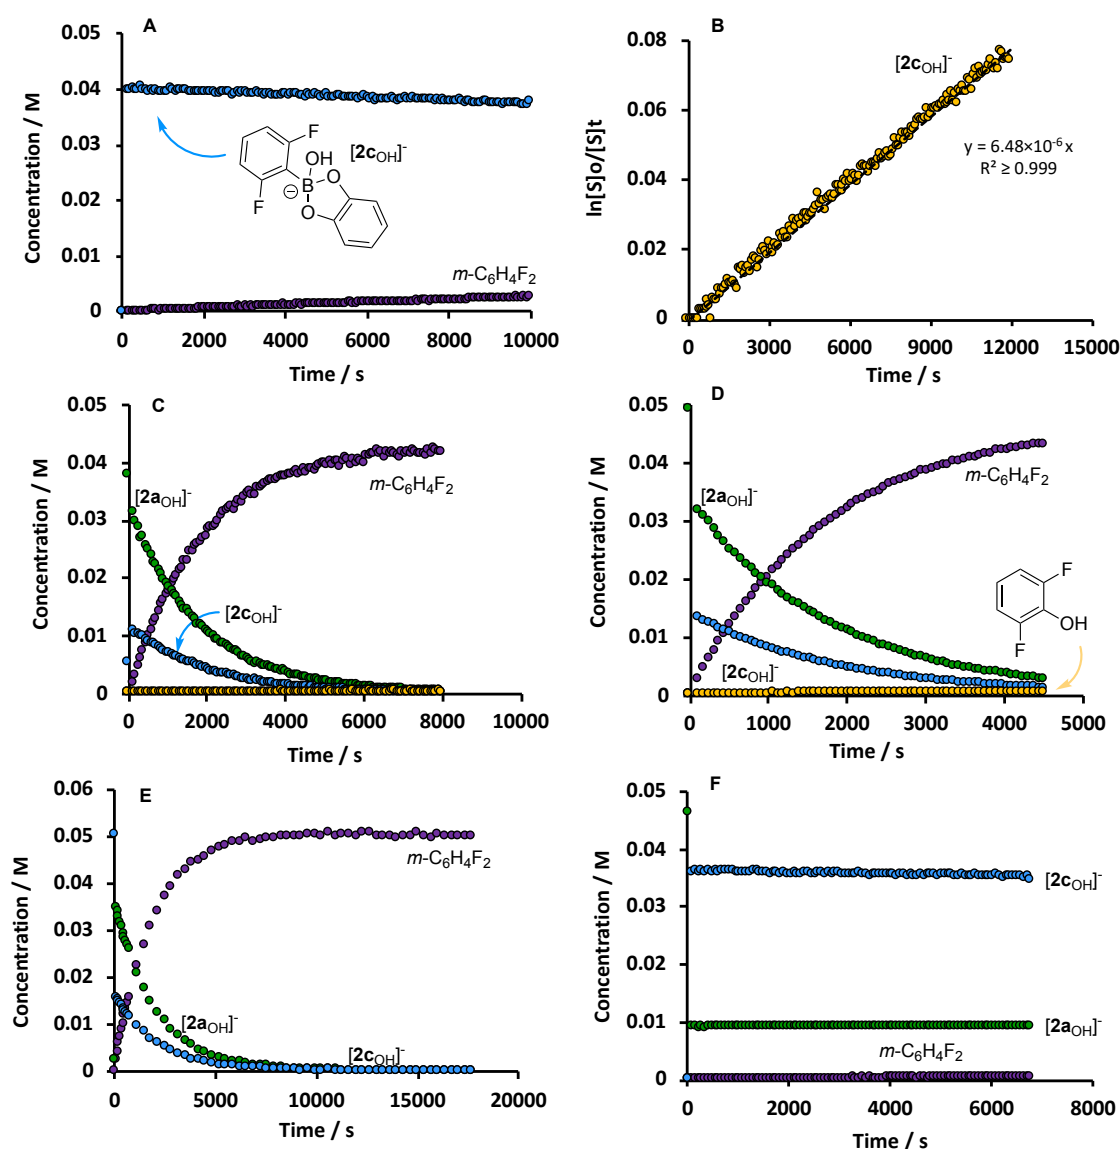 A
0.05
0.04
0.03
0.02
0.01
0
Concentration / M
F
OH
[2cOH]-
B
⊖
O
O
F
m-C6H4F2
0 2000 4000 6000 8000 10000
Time / s
B
0.08
0.06
0.04
0.02
0
ln[S]o/[S]t
[2cOH]-
y = 6.48×10-6x
R² ≥ 0.999
0 3000 6000 9000 12000 15000
Time / s
C
0.05
0.04
0.03
0.02
0.01
0
Concentration / M
[2aOH]-
m-C6H4F2
[2cOH]-
0 2000 4000 6000 8000 10000
Time / s
D
0.05
0.04
0.03
0.02
0.01
0
Concentration / M
[2aOH]-
m-C6H4F2
F
OH
F
[2cOH]-
0 1000 2000 3000 4000 5000
Time / s
E
0.06
0.05
0.04
0.03
0.02
0.01
0
Concentration / M
m-C6H4F2
[2aOH]-
[2cOH]-
0 5000 10000 15000 20000
Time / s
F
0.05
0.04
0.03
0.02
0.01
0
Concentration / M
[2cOH]-
[2aOH]-
m-C6H4F2
0 2000 4000 6000 8000
Time / s